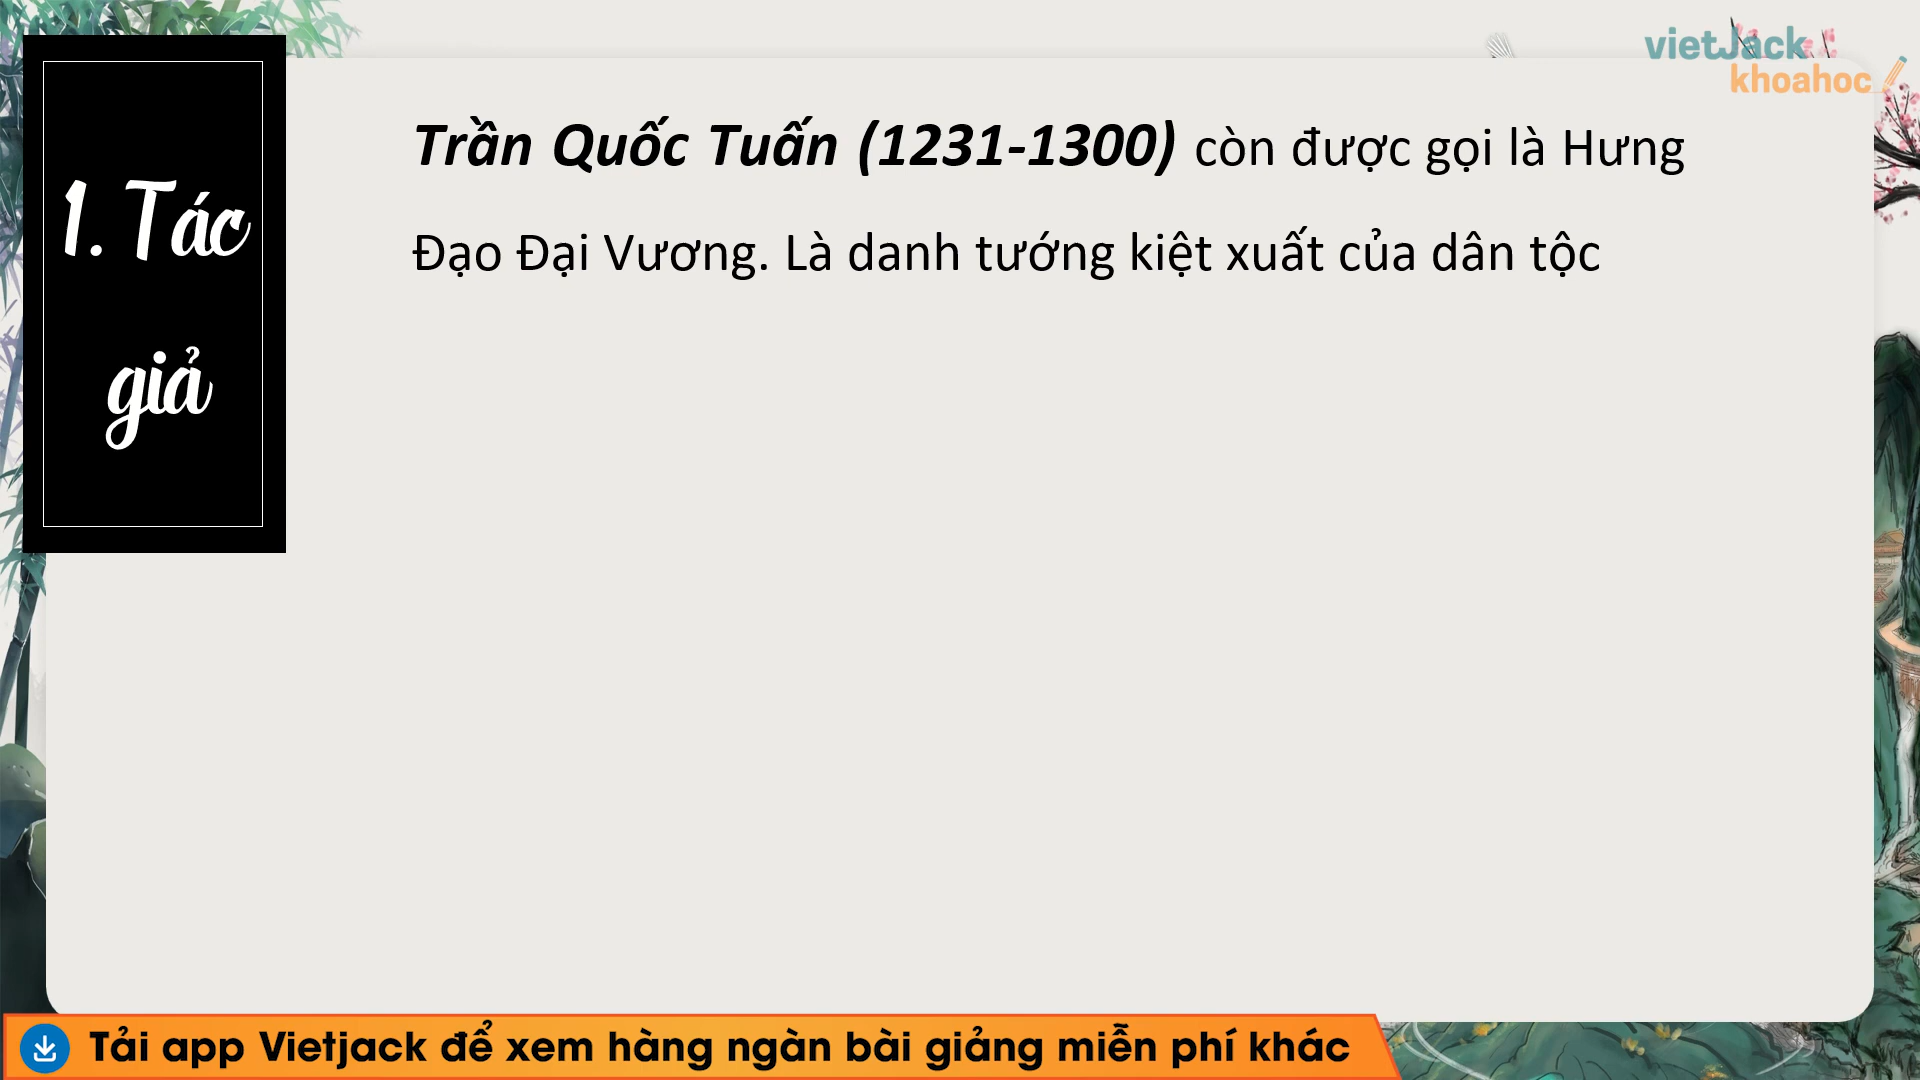 vietJack
khoahoc
1. Tác
giả
Trần Quốc Tuấn (1231-1300) còn được gọi là Hưng
Đạo Đại Vương. Là danh tướng kiệt xuất của dân tộc
Tải app Vietjack để xem hàng ngàn bài giảng miễn phí khác